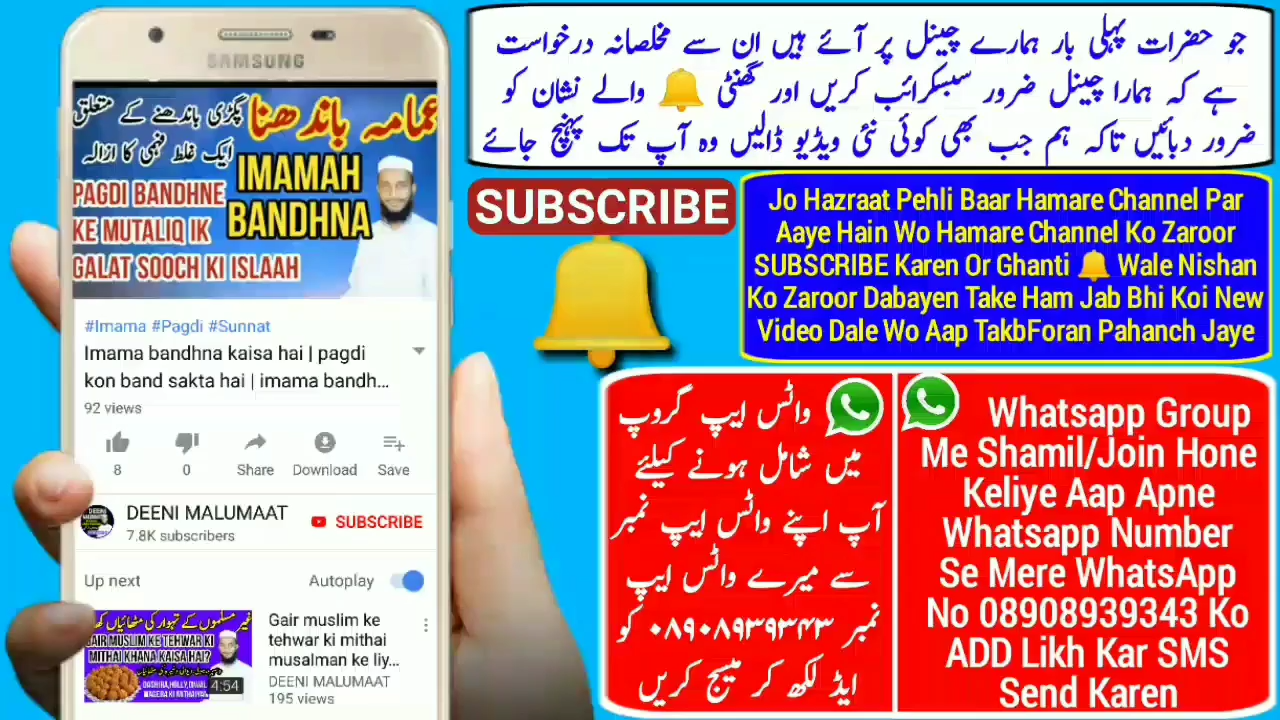 SAMSUNG
عمامہ باندھنا پگڑی باندھنے کے متعلق
ایک غلط فہمی کا ازالہ
IMAMAH
BANDHNA
PAGDI BANDHNE
KE MUTALIQ IK
GALAT SOOCH KI ISLAAH
#Imama #Pagdi #Sunnat
Imama bandhna kaisa hai | pagdi
kon band sakta hai | imama bandh...
92 views
8
0
Share
Download
Save
DEENI MALUMAAT
7.8K subscribers
SUBSCRIBE
Up next
Autoplay
غیر مسلموں کے تہوار کی مٹھائیاں
GAIR MUSLIM KE TEHWAR KI
MITHAI KHANA KAISA HAI?
4:54
Gair muslim ke
tehwar ki mithai
musalman ke liy...
DEENI MALUMAAT
195 views
جو حضرات پہلی بار ہمارے چینل پر آئے ہیں ان سے مخلصانہ درخواست
ہے کہ ہمارا چینل ضرور سبسکرائب کریں اور گھنٹی 🔔 والے نشان کو
ضرور دبائیں تاکہ ہم جب بھی کوئی نئی ویڈیو ڈالیں وہ آپ تک پہنچ جائے
SUBSCRIBE
Jo Hazraat Pehli Baar Hamare Channel Par
Aaye Hain Wo Hamare Channel Ko Zaroor
SUBSCRIBE Karen Or Ghanti 🔔 Wale Nishan
Ko Zaroor Dabayen Take Ham Jab Bhi Koi New
Video Dale Wo Aap TakbForan Pahanch Jaye
واٹس ایپ گروپ
میں شامل ہونے کیلئے
آپ اپنے واٹس ایپ نمبر
سے میرے واٹس ایپ
نمبر ۰۸۹۰۸۹۳۹۳۴۳ کو
ایڈ لکھ کر میسج کریں
Whatsapp Group
Me Shamil/Join Hone
Keliye Aap Apne
Whatsapp Number
Se Mere WhatsApp
No 08908939343 Ko
ADD Likh Kar SMS
Send Karen